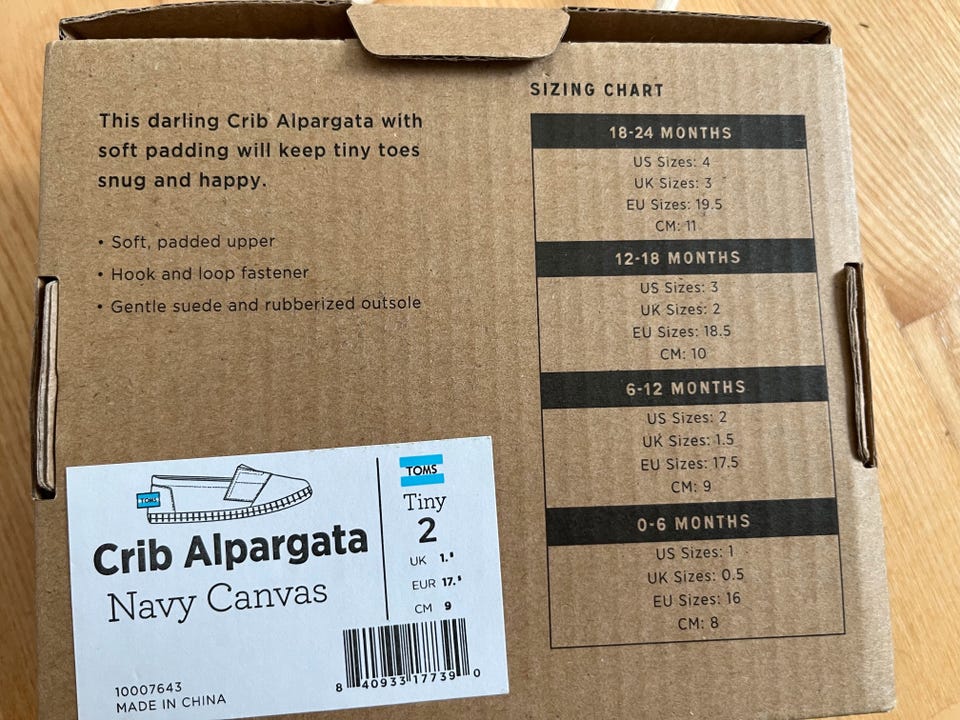 This darling Crib Alpargata with
soft padding will keep tiny toes
snug and happy.
• Soft, padded upper
• Hook and loop fastener
• Gentle suede and rubberized outsole
SIZING CHART
18-24 MONTHS
US Sizes: 4
UK Sizes: 3
EU Sizes: 19.5
CM: 11
12-18 MONTHS
US Sizes: 3
UK Sizes: 2
EU Sizes: 18.5
CM: 10
6-12 MONTHS
US Sizes: 2
UK Sizes: 1.5
EU Sizes: 17.5
CM: 9
0-6 MONTHS
US Sizes: 1
UK Sizes: 0.5
EU Sizes: 16
CM: 8
TOMS
Crib Alpargata
Navy Canvas
10007643
MADE IN CHINA
TOMS
Tiny
2
UK 1.⁵
EUR 17.⁵
CM 9
8 40933 17739 0